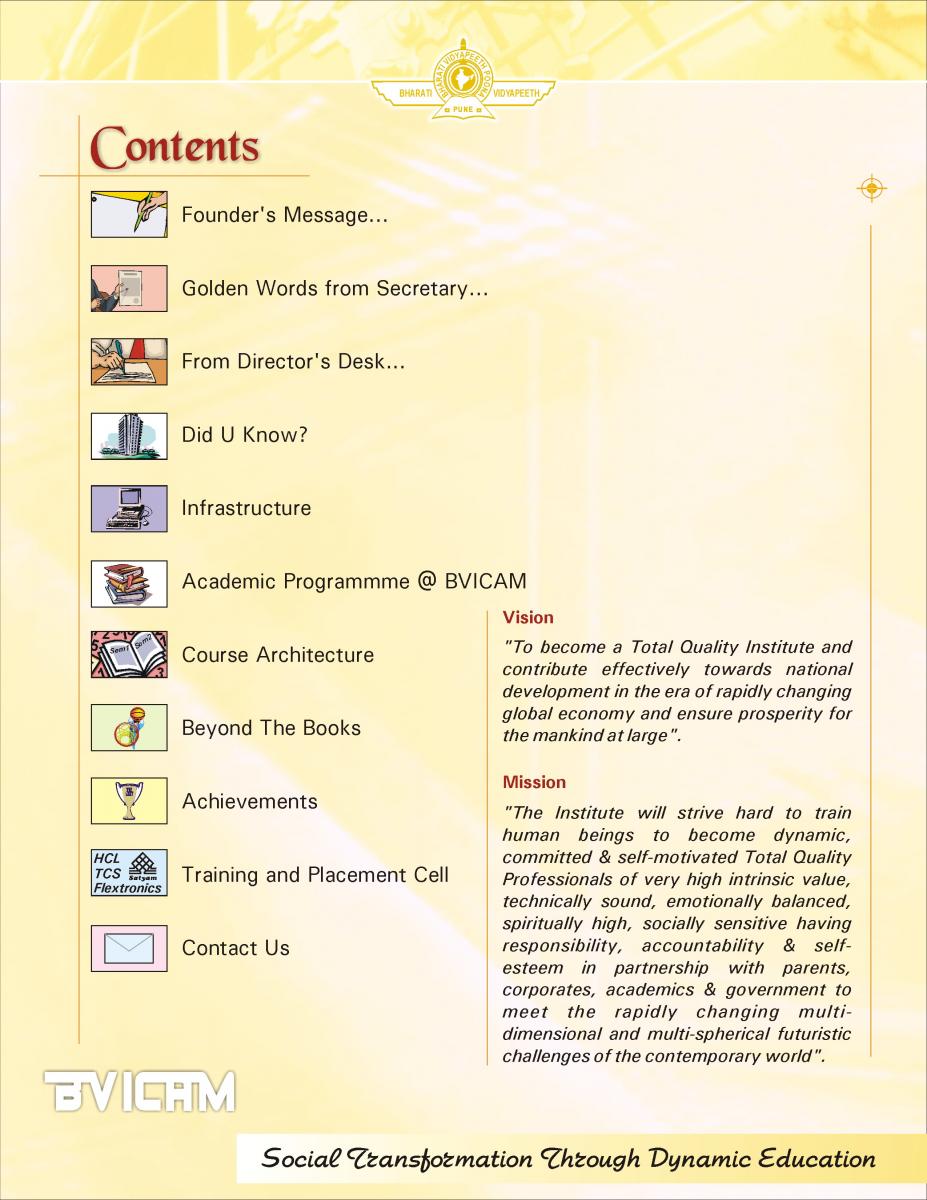 BHARATI VIDYAPEETH POONA
BHARATI VIDYAPEETH
PUNE
Contents
Founder's Message...
Golden Words from Secretary...
From Director's Desk...
Did U Know?
Infrastructure
Academic Programmme @ BVICAM
Sem1 Sem2
Course Architecture
Beyond The Books
Achievements
HCL
TCS Satyam
Flextronics
Training and Placement Cell
Contact Us
Vision
"To become a Total Quality Institute and
contribute effectively towards national
development in the era of rapidly changing
global economy and ensure prosperity for
the mankind at large".
Mission
"The Institute will strive hard to train
human beings to become dynamic,
committed & self-motivated Total Quality
Professionals of very high intrinsic value,
technically sound, emotionally balanced,
spiritually high, socially sensitive having
responsibility, accountability & self-
esteem in partnership with parents,
corporates, academics & government to
meet the rapidly changing multi-
dimensional and multi-spherical futuristic
challenges of the contemporary world".
BVICAM
Social Transformation Through Dynamic Education